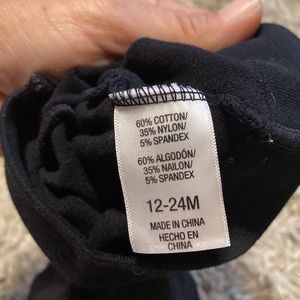 60% COTTON/
35% NYLON/
5% SPANDEX
60% ALGODÓN/
35% NAILON/
5% SPANDEX
12-24M
MADE IN CHINA
HECHO EN
CHINA